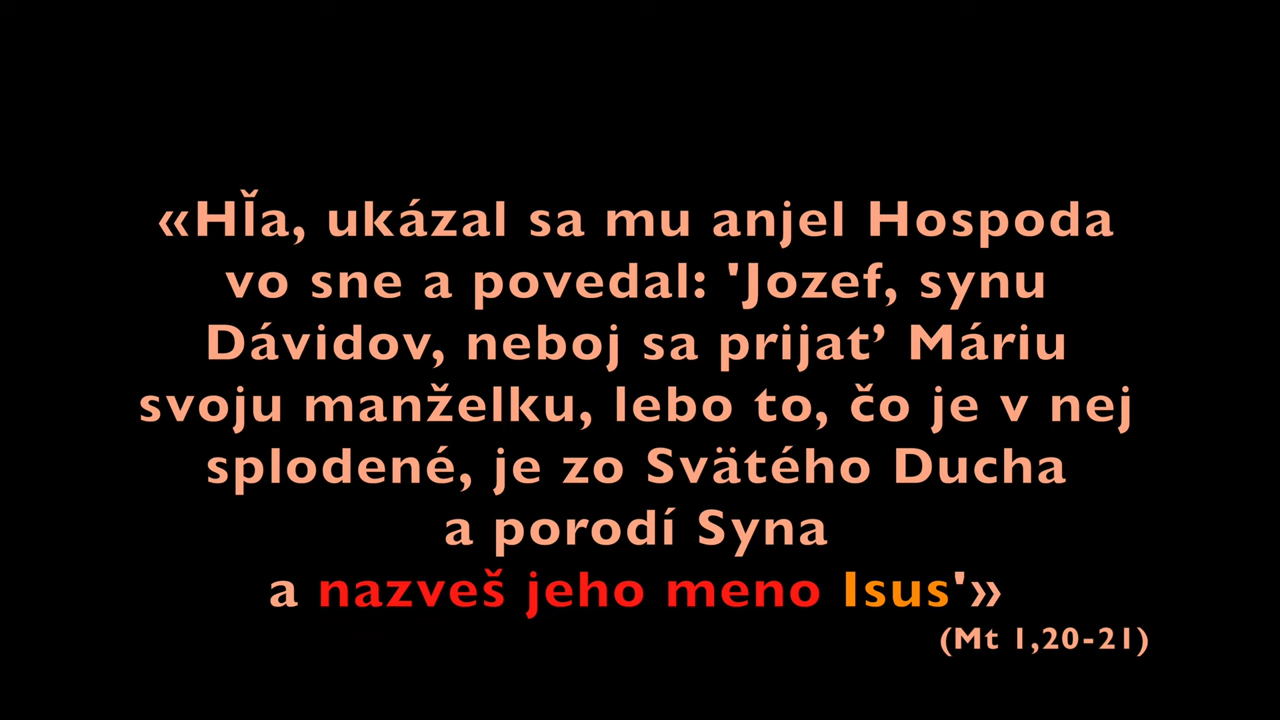 «Hľa, ukázal sa mu anjel Hospoda
vo sne a povedal: 'Jozef, synu
Dávidov, neboj sa prijat’ Máriu
svoju manželku, lebo to, čo je v nej
splodené, je zo Svätého Ducha
a porodí Syna
a nazveš jeho meno Isus'»
(Mt 1,20-21)